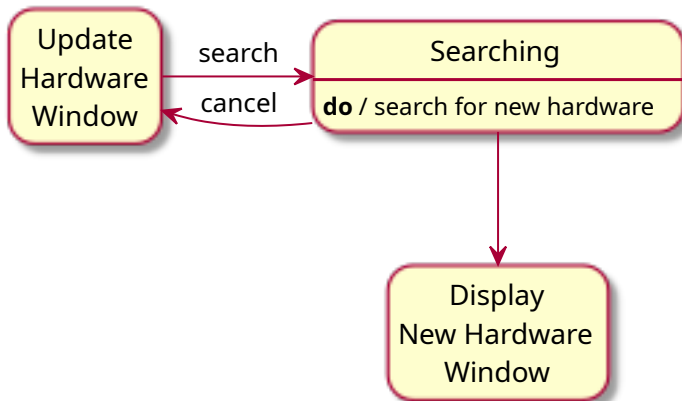 Update
Hardware
Window
search
cancel
Searching
do / search for new hardware
Display
New Hardware
Window